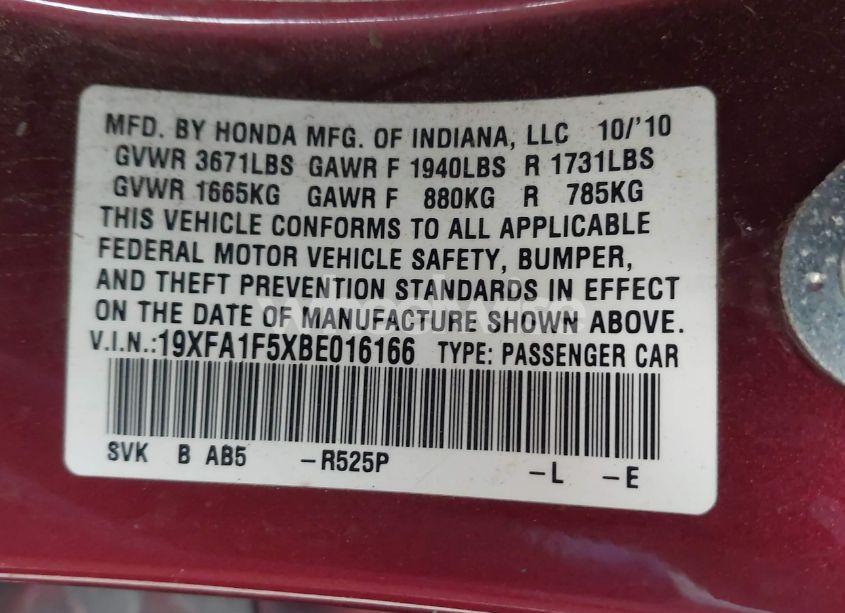 MFD. BY HONDA MFG. OF INDIANA, LLC 10/'10
GVWR 3671LBS GAWR F 1940LBS R 1731LBS
GVWR 1665KG GAWR F 880KG R 785KG
THIS VEHICLE CONFORMS TO ALL APPLICABLE
FEDERAL MOTOR VEHICLE SAFETY, BUMPER,
AND THEFT PREVENTION STANDARDS IN EFFECT
ON THE DATE OF MANUFACTURE SHOWN ABOVE.
V.I.N.:19XFA1F5XBE016166 TYPE: PASSENGER CAR
SVK B AB5 -R525P -L -E